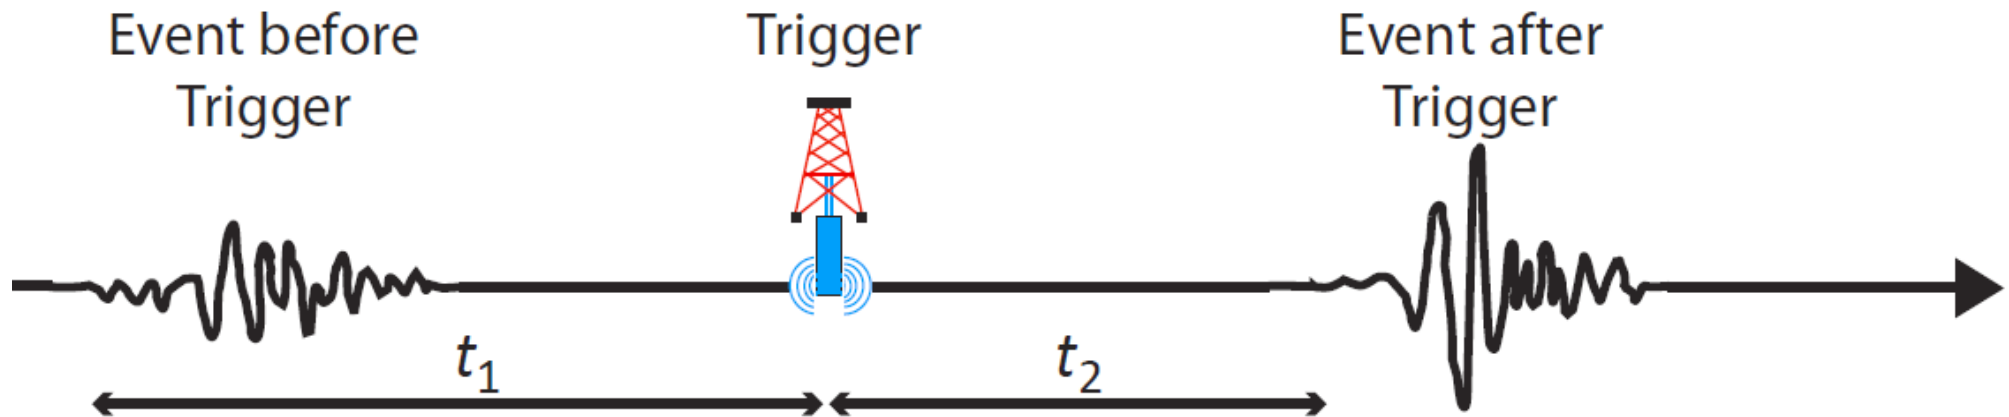 Event before
Trigger
Trigger
Event after
Trigger
t₁
t₂